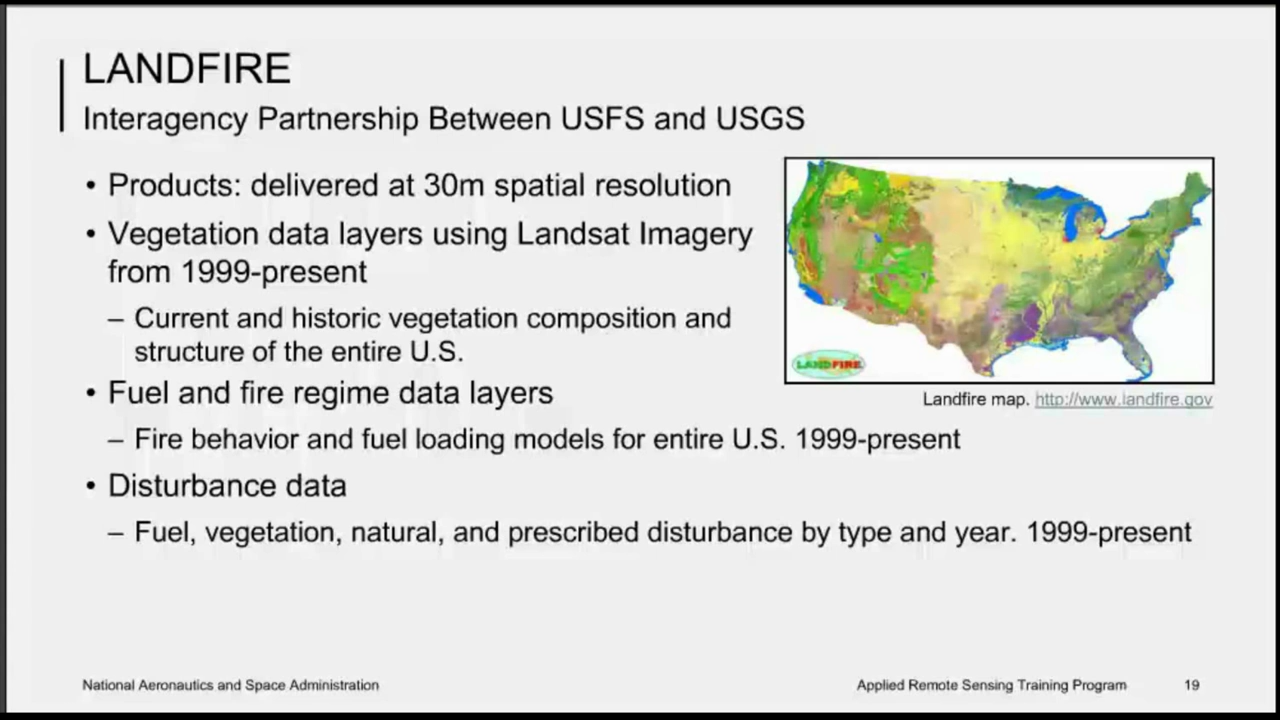 LANDFIRE
Interagency Partnership Between USFS and USGS
• Products: delivered at 30m spatial resolution
• Vegetation data layers using Landsat Imagery
from 1999-present
– Current and historic vegetation composition and
structure of the entire U.S.
• Fuel and fire regime data layers
– Fire behavior and fuel loading models for entire U.S. 1999-present
• Disturbance data
– Fuel, vegetation, natural, and prescribed disturbance by type and year. 1999-present
LANDFIRE
Landfire map. http://www.landfire.gov
National Aeronautics and Space Administration
Applied Remote Sensing Training Program
19